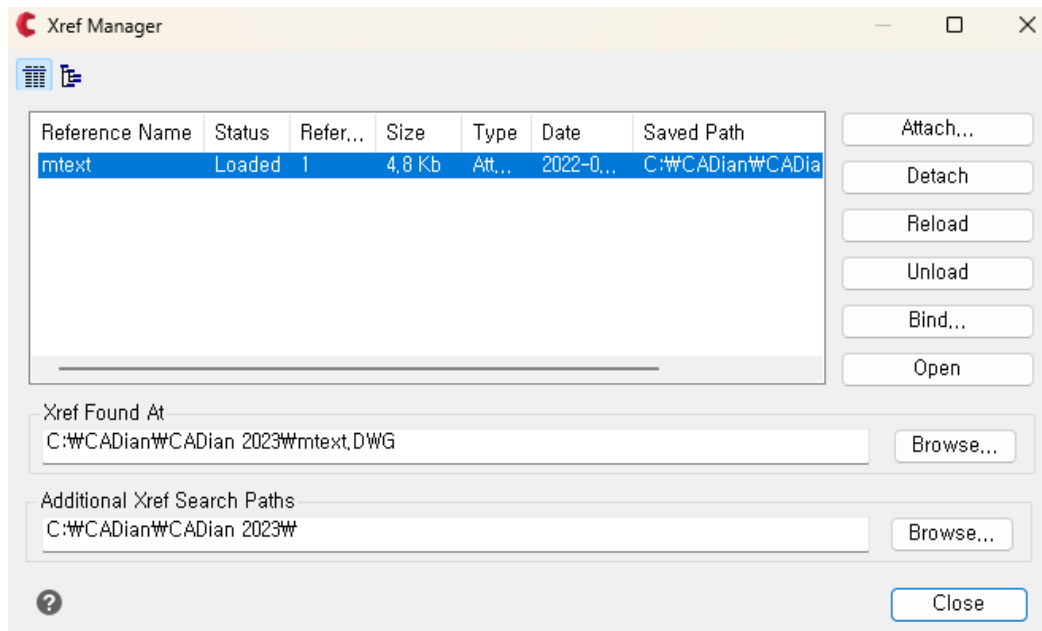 Xref Manager
Reference Name Status Refer... Size Type Date Saved Path
mtext Loaded 1 4.8 Kb Att... 2022-0... C:₩CADian₩CADia
Attach...
Detach
Reload
Unload
Bind...
Open
Xref Found At
C:₩CADian₩CADian 2023₩mtext.DWG
Browse...
Additional Xref Search Paths
C:₩CADian₩CADian 2023₩
Browse...
?
Close